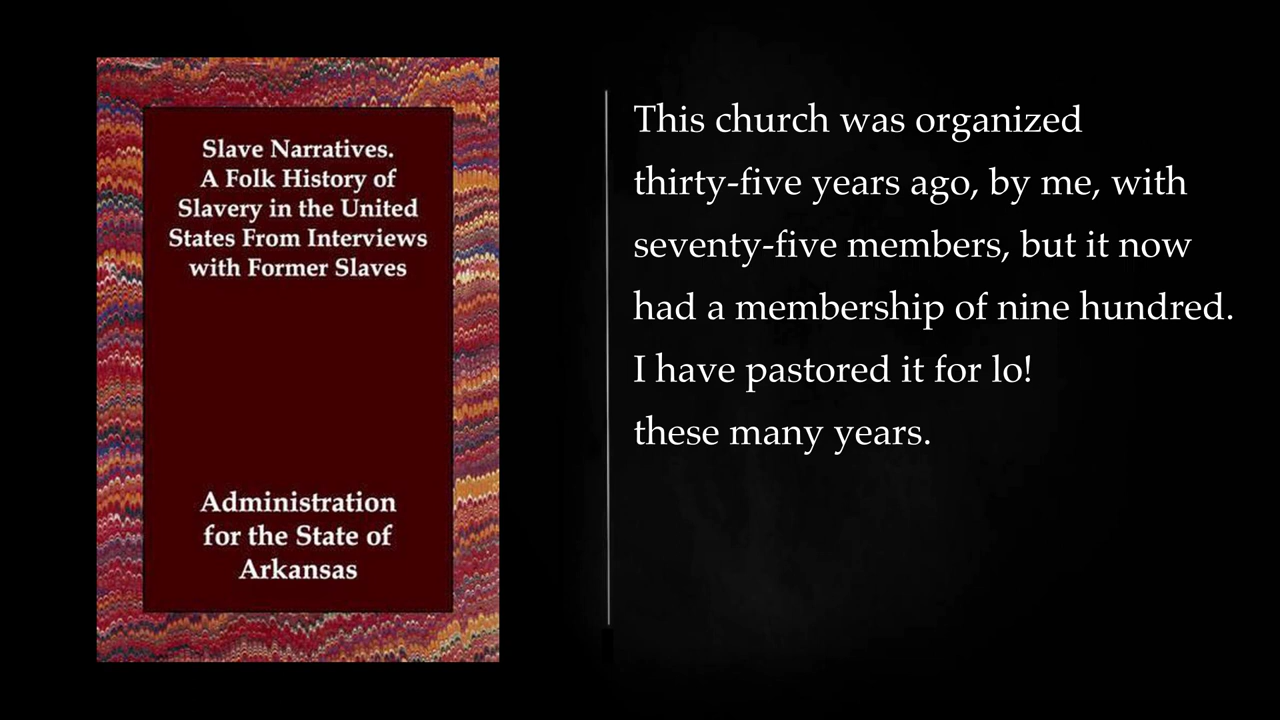 Slave Narratives.
A Folk History of
Slavery in the United
States From Interviews
with Former Slaves
Administration
for the State of
Arkansas
This church was organized
thirty-five years ago, by me, with
seventy-five members, but it now
had a membership of nine hundred.
I have pastored it for lo!
these many years.